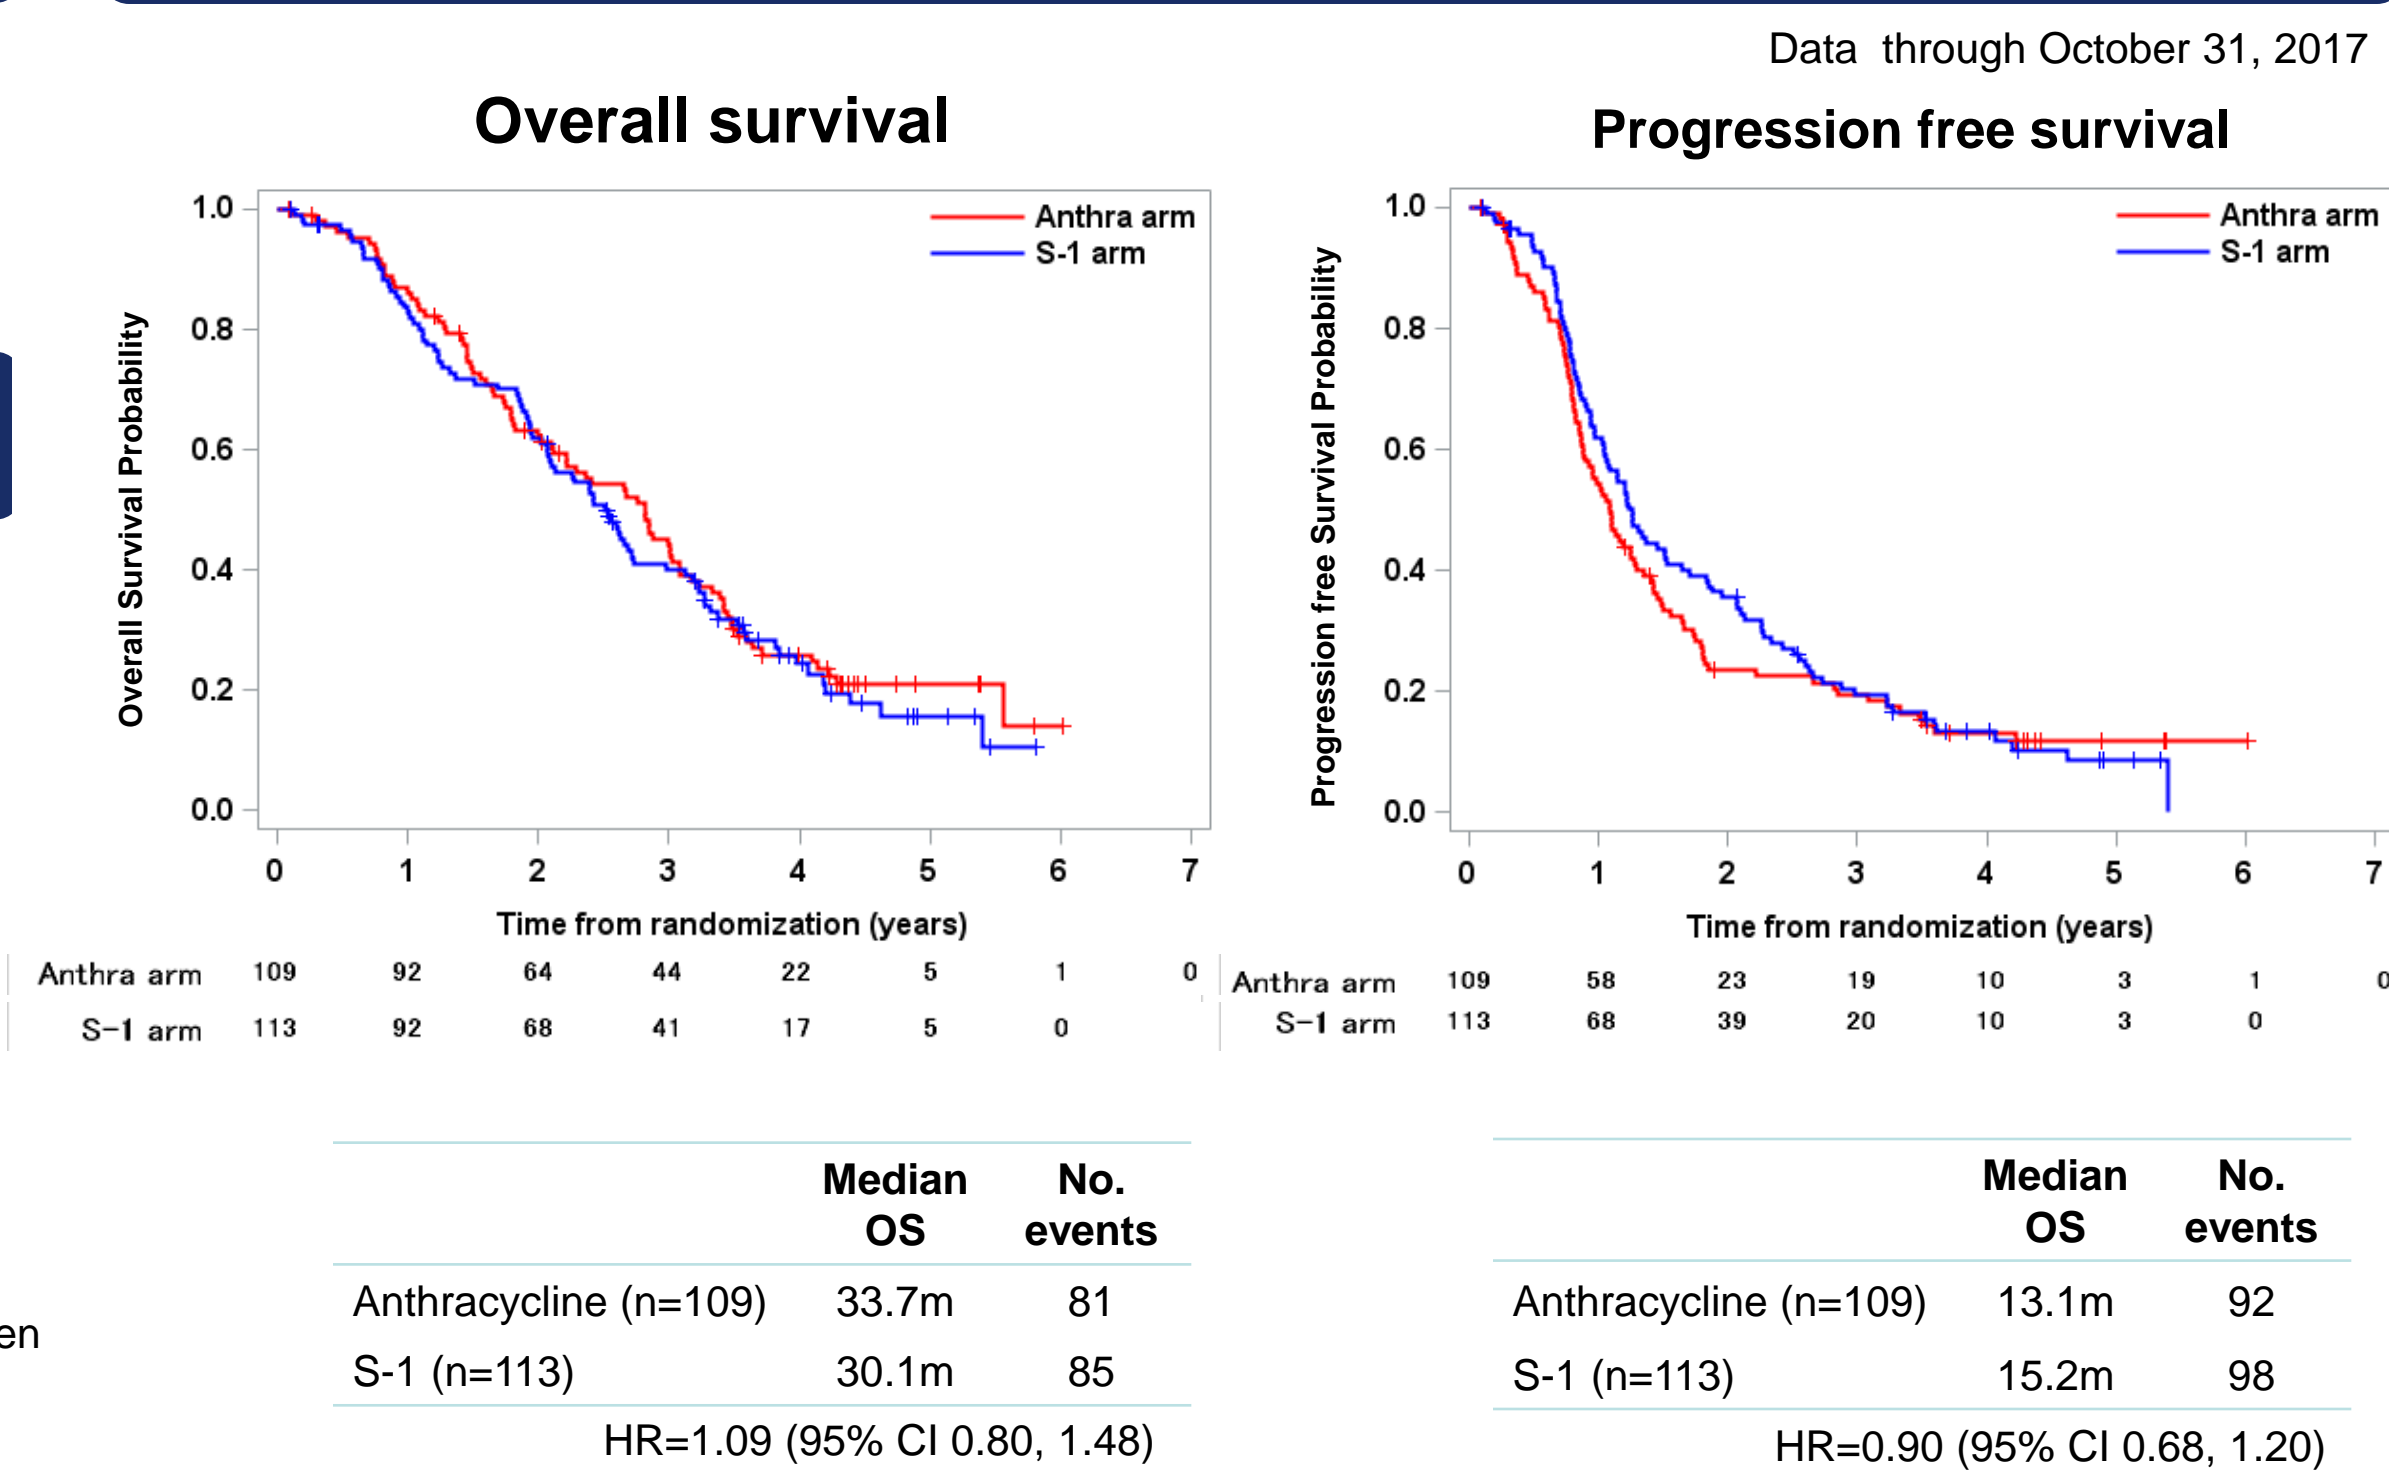 Data through October 31, 2017
Overall survival
1.0
0.8
0.6
0.4
0.2
0.0
Overall Survival Probability
Anthra arm
S-1 arm
0 1 2 3 4 5 6 7
Time from randomization (years)
Anthra arm 109 92 64 44 22 5 1 0
S-1 arm 113 92 68 41 17 5 0
Median OS No. events
Anthracycline (n=109) 33.7m 81
S-1 (n=113) 30.1m 85
HR=1.09 (95% CI 0.80, 1.48)
Progression free survival
1.0
0.8
0.6
0.4
0.2
0.0
Progression free Survival Probability
Anthra arm
S-1 arm
0 1 2 3 4 5 6 7
Time from randomization (years)
Anthra arm 109 58 23 19 10 3 1 0
S-1 arm 113 68 39 20 10 3 0
Median OS No. events
Anthracycline (n=109) 13.1m 92
S-1 (n=113) 15.2m 98
HR=0.90 (95% CI 0.68, 1.20)
en